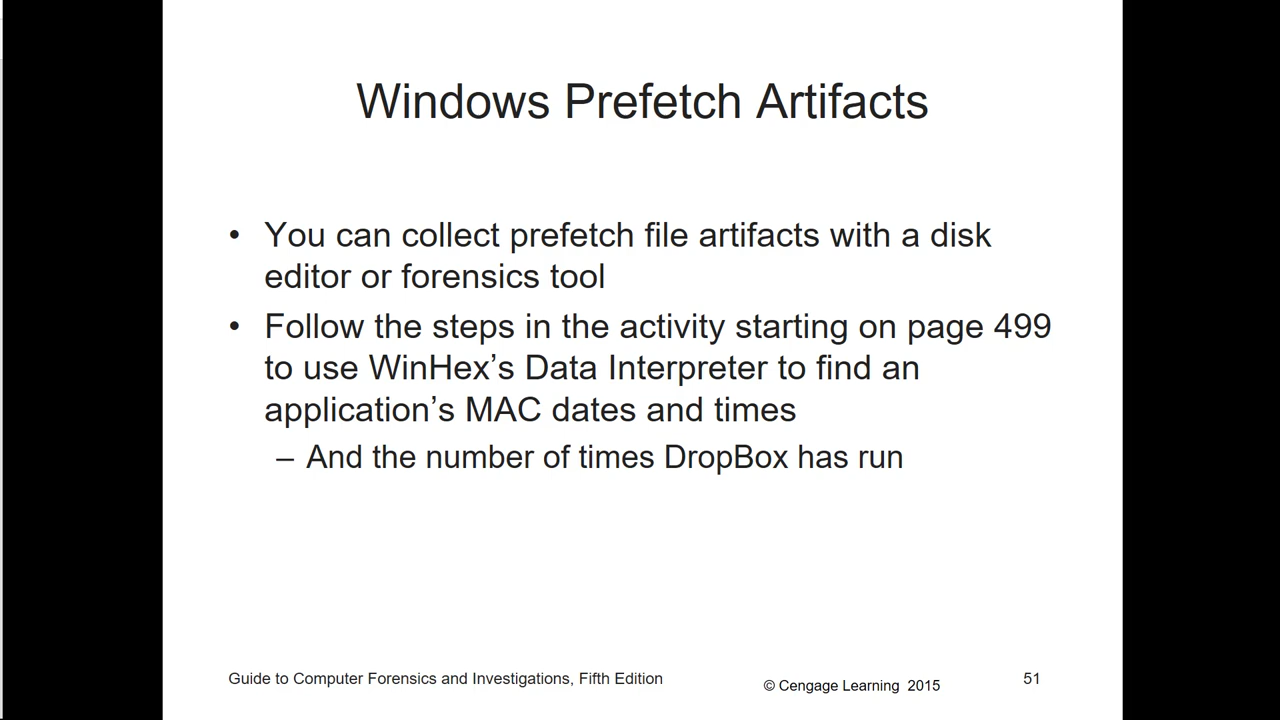 Windows Prefetch Artifacts
• You can collect prefetch file artifacts with a disk
editor or forensics tool
• Follow the steps in the activity starting on page 499
to use WinHex’s Data Interpreter to find an
application’s MAC dates and times
– And the number of times DropBox has run
Guide to Computer Forensics and Investigations, Fifth Edition
© Cengage Learning 2015
51